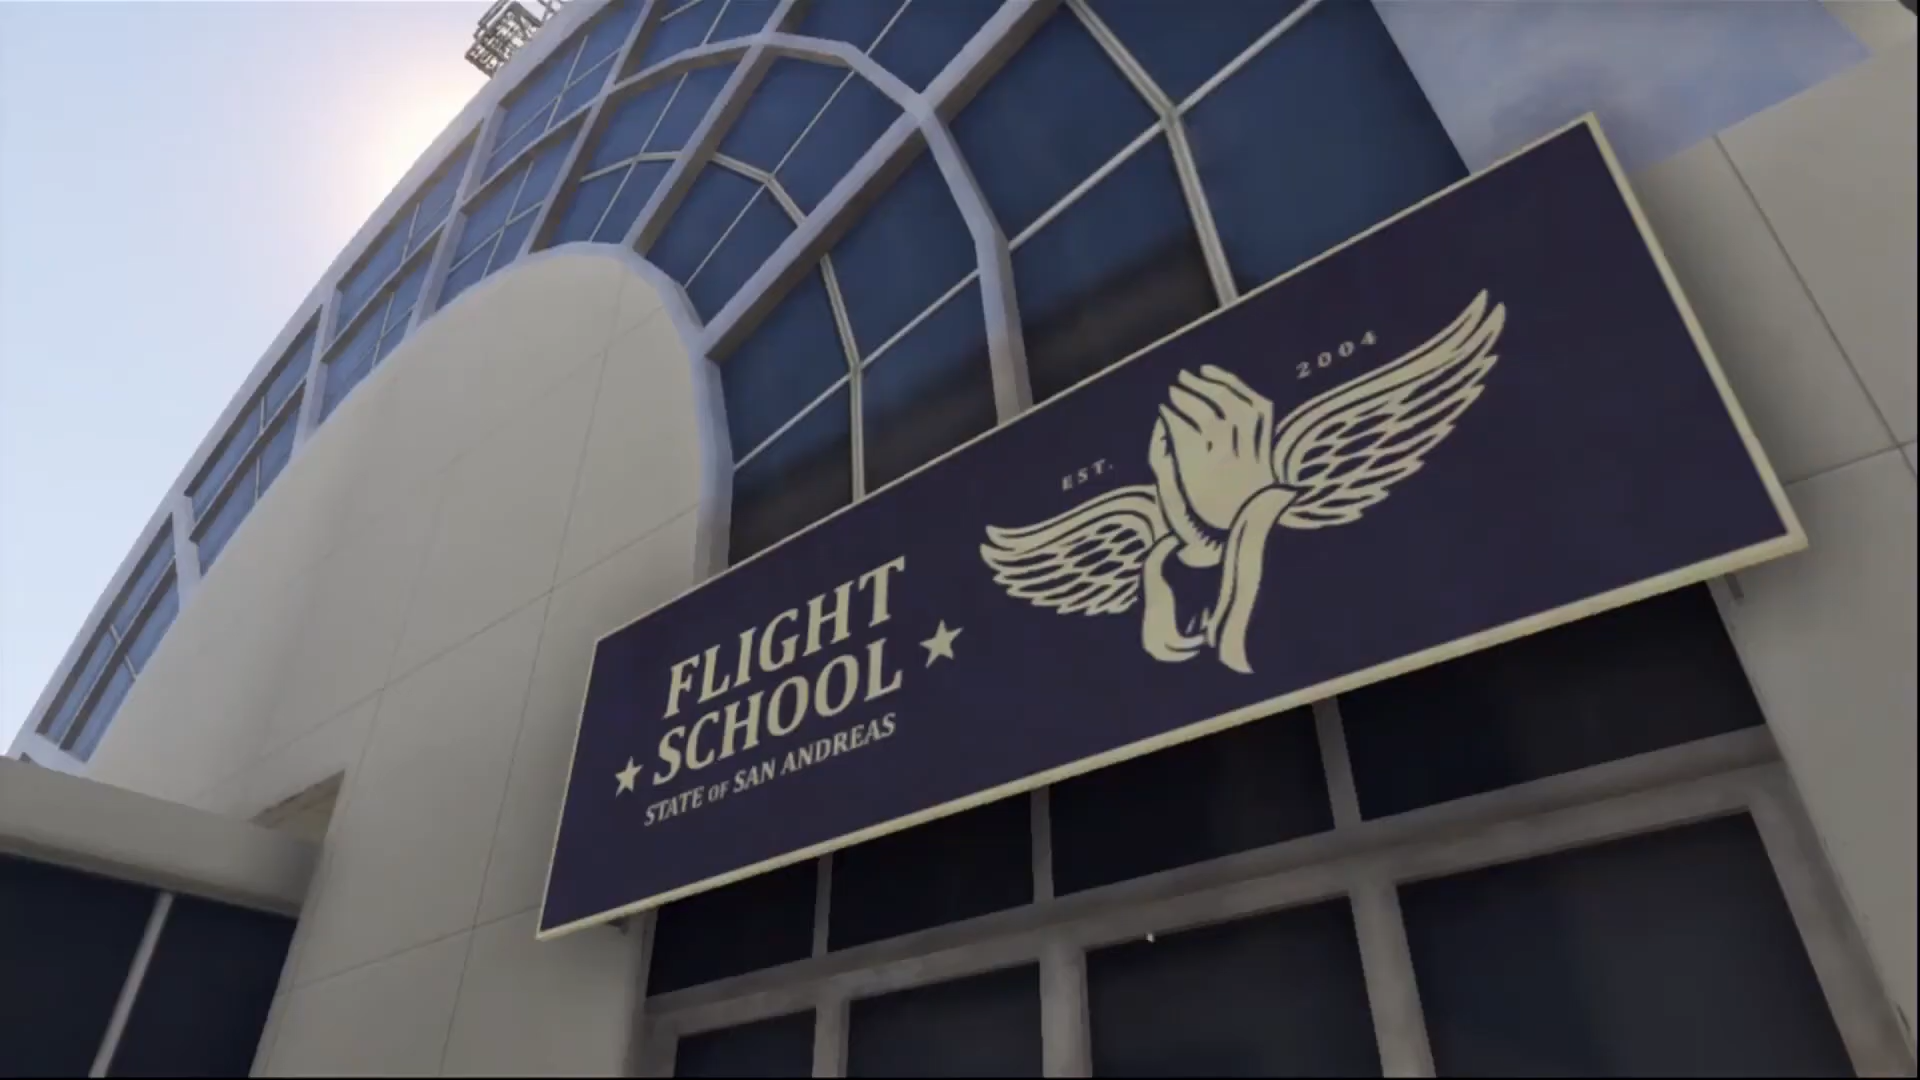 FLIGHT
SCHOOL
STATE OF SAN ANDREAS
EST.
2004